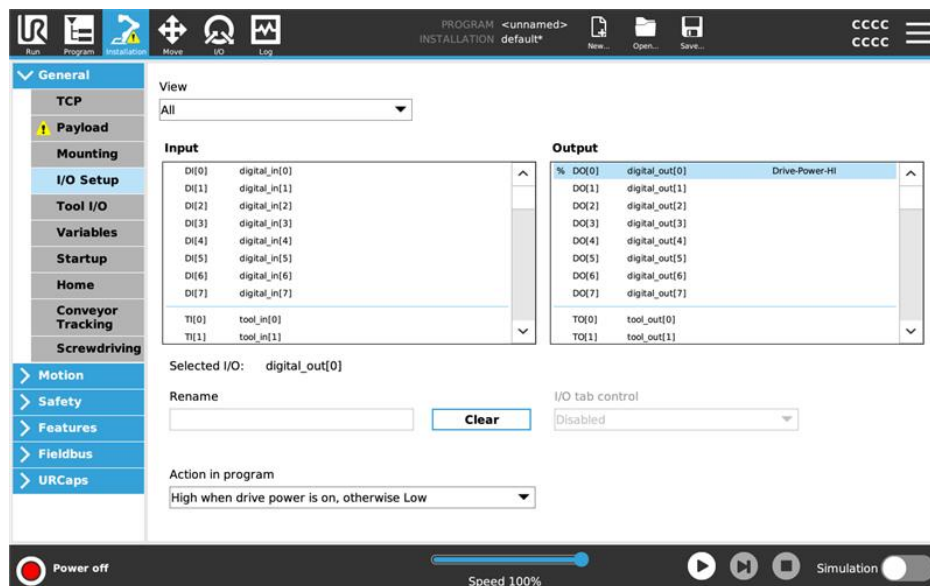 UR
PROGRAM <unnamed>
INSTALLATION default*
CCCC
CCCC
Run
Program
Installation
Move
I/O
Log
New...
Open...
Save...
General
TCP
Payload
Mounting
I/O Setup
Tool I/O
Variables
Startup
Home
Conveyor
Tracking
Screwdriving
Motion
Safety
Features
Fieldbus
URCaps
View
All
Input
DI[0] digital_in[0]
DI[1] digital_in[1]
DI[2] digital_in[2]
DI[3] digital_in[3]
DI[4] digital_in[4]
DI[5] digital_in[5]
DI[6] digital_in[6]
DI[7] digital_in[7]
TI[0] tool_in[0]
TI[1] tool_in[1]
Output
% DO[0] digital_out[0] Drive-Power-HI
DO[1] digital_out[1]
DO[2] digital_out[2]
DO[3] digital_out[3]
DO[4] digital_out[4]
DO[5] digital_out[5]
DO[6] digital_out[6]
DO[7] digital_out[7]
TO[0] tool_out[0]
TO[1] tool_out[1]
Selected I/O: digital_out[0]
Rename
Clear
I/O tab control
Disabled
Action in program
High when drive power is on, otherwise Low
Power off
Speed 100%
Simulation